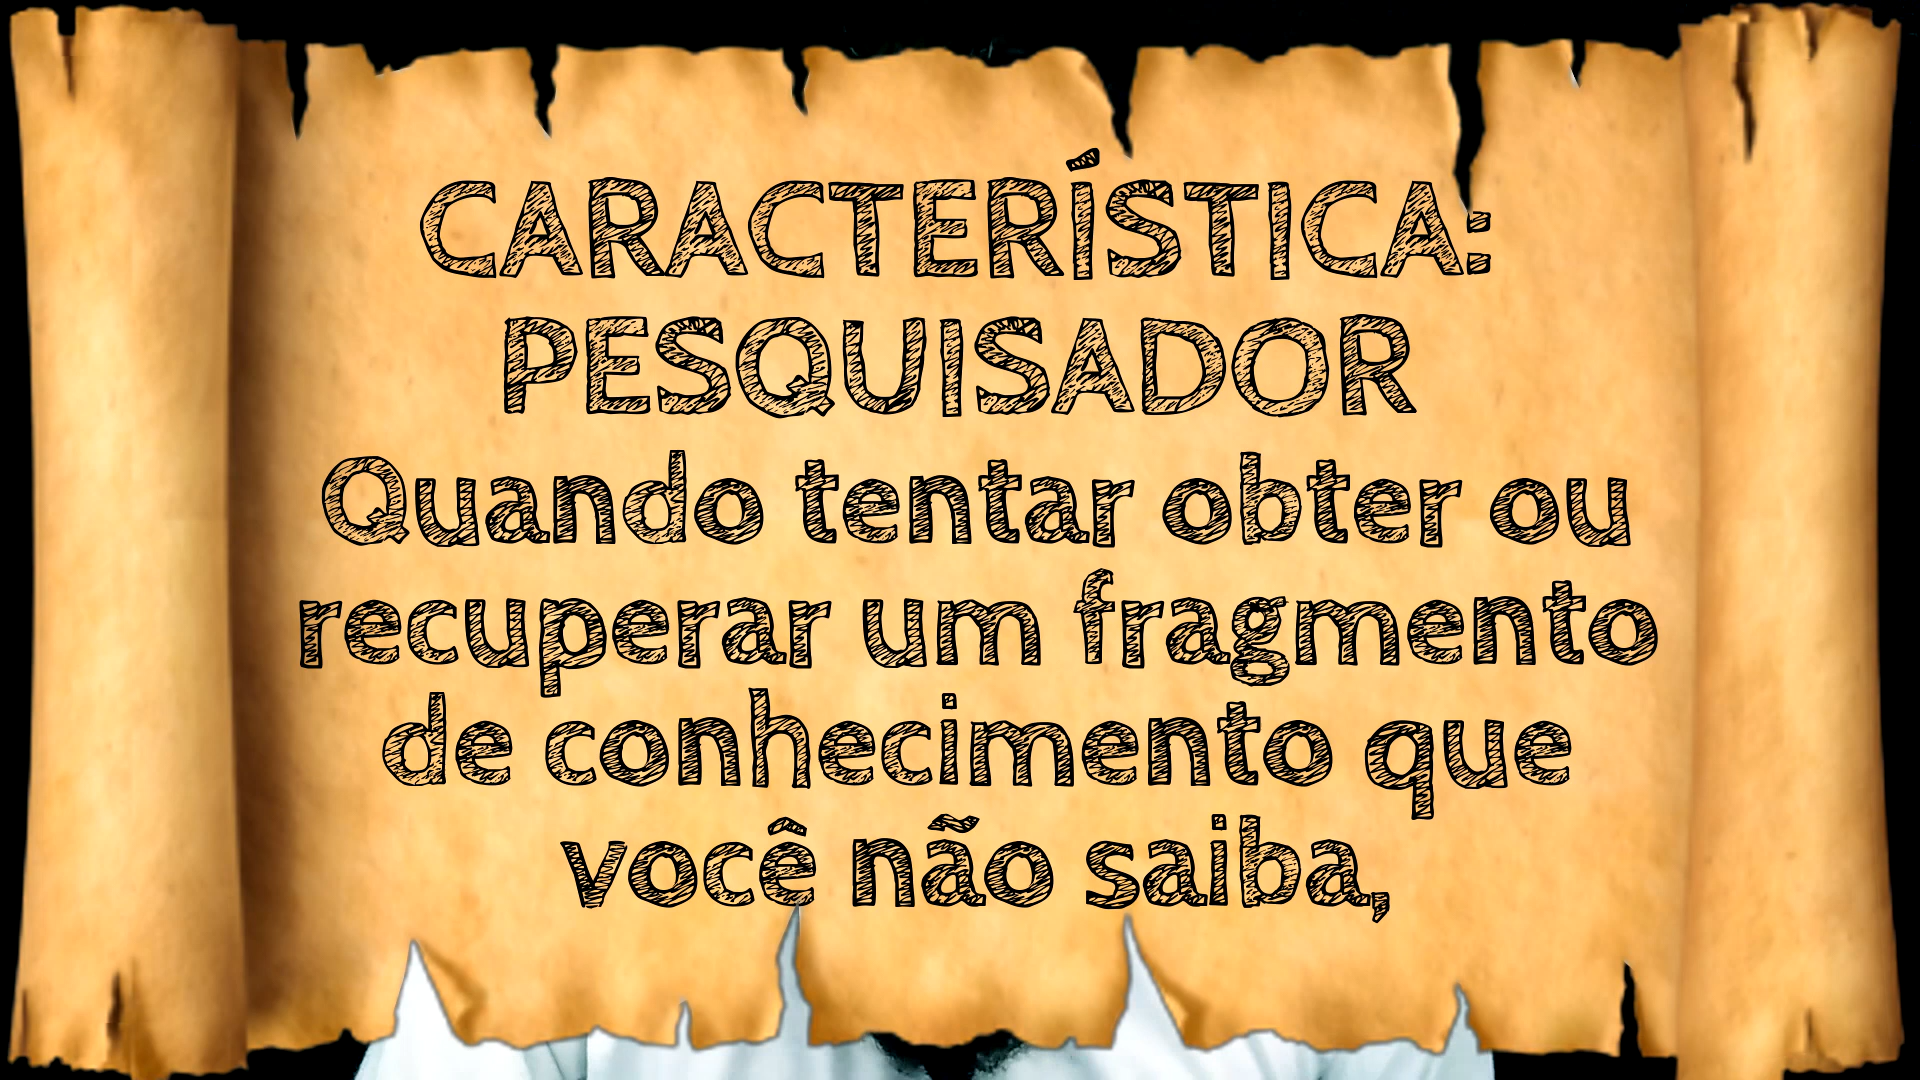 CARACTERÍSTICA:
PESQUISADOR
Quando tentar obter ou
recuperar um fragmento
de conhecimento que
você não saiba,